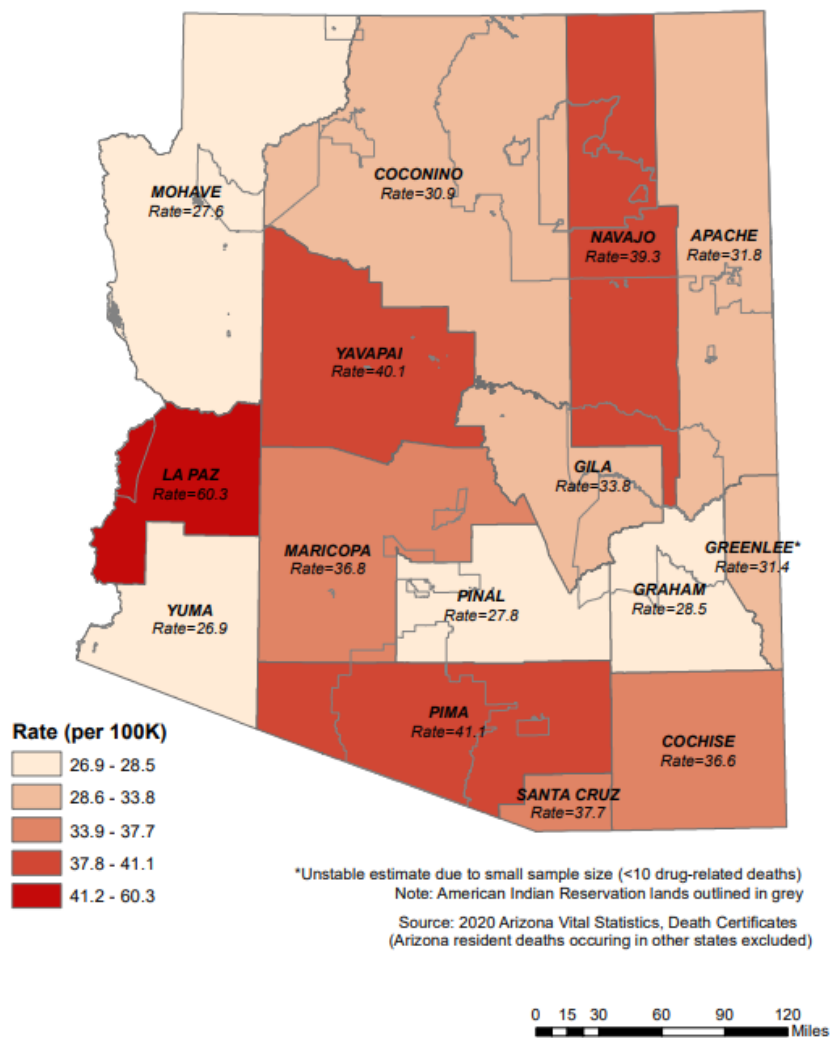 COCONINO
Rate=30.9
MOHAVE
Rate=27.6
NAVAJO
Rate=39.3
APACHE
Rate=31.8
YAVAPAI
Rate=40.1
LA PAZ
Rate=60.3
GILA
Rate=33.8
MARICOPA
Rate=36.8
GREENLEE*
Rate=31.4
PINAL
Rate=27.8
GRAHAM
Rate=28.5
YUMA
Rate=26.9
PIMA
Rate=41.1
COCHISE
Rate=36.6
SANTA CRUZ
Rate=37.7
Rate (per 100K)
26.9 - 28.5
28.6 - 33.8
33.9 - 37.7
37.8 - 41.1
41.2 - 60.3
*Unstable estimate due to small sample size (<10 drug-related deaths)
Note: American Indian Reservation lands outlined in grey
Source: 2020 Arizona Vital Statistics, Death Certificates
(Arizona resident deaths occuring in other states excluded)
0 15 30 60 90 120
Miles